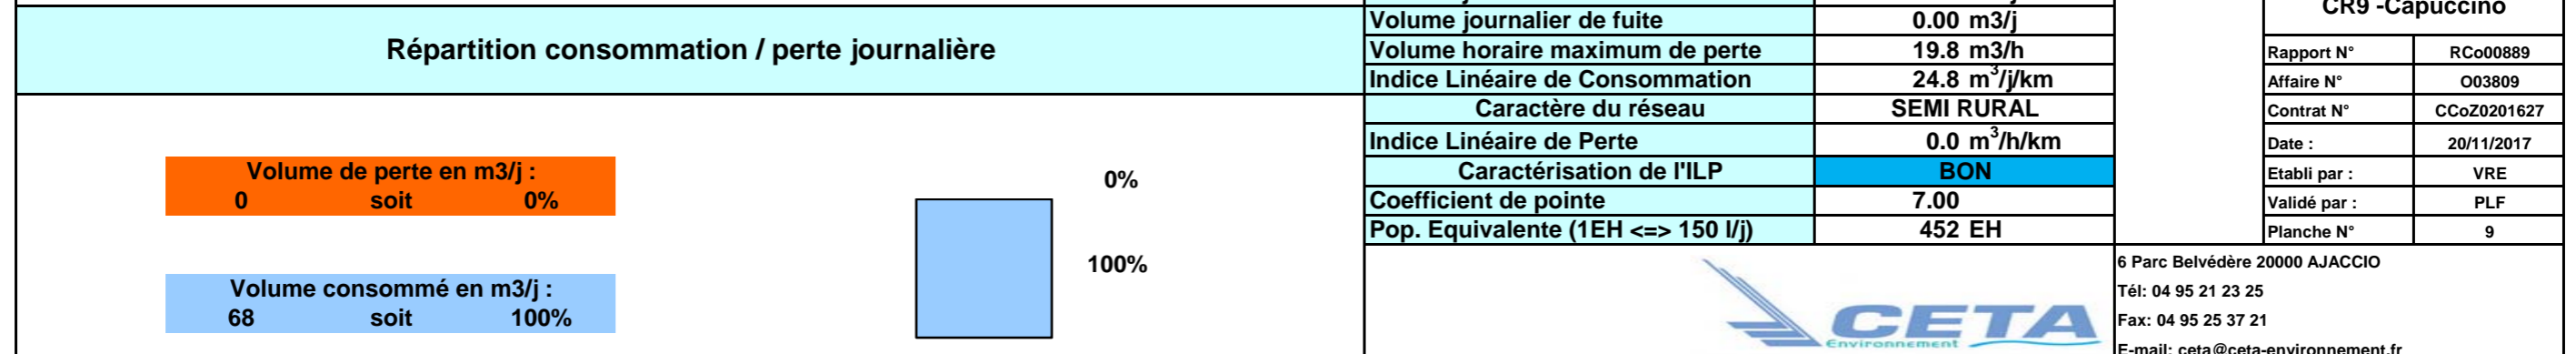 CR9 -Capuccino
Répartition consommation / perte journalière
Volume journalier de fuite 0.00 m3/j
Volume horaire maximum de perte 19.8 m3/h
Indice Linéaire de Consommation 24.8 m³/j/km
Caractère du réseau SEMI RURAL
Indice Linéaire de Perte 0.0 m³/h/km
Caractérisation de l'ILP BON
Coefficient de pointe 7.00
Pop. Equivalente (1EH <=> 150 l/j) 452 EH
Rapport N° RCo00889
Affaire N° O03809
Contrat N° CCoZ0201627
Date : 20/11/2017
Etabli par : VRE
Validé par : PLF
Planche N° 9
Volume de perte en m3/j :
0 soit 0%
Volume consommé en m3/j :
68 soit 100%
0%
100%
CETA
Environnement
6 Parc Belvédère 20000 AJACCIO
Tél: 04 95 21 23 25
Fax: 04 95 25 37 21
E-mail: ceta@ceta-environnement.fr